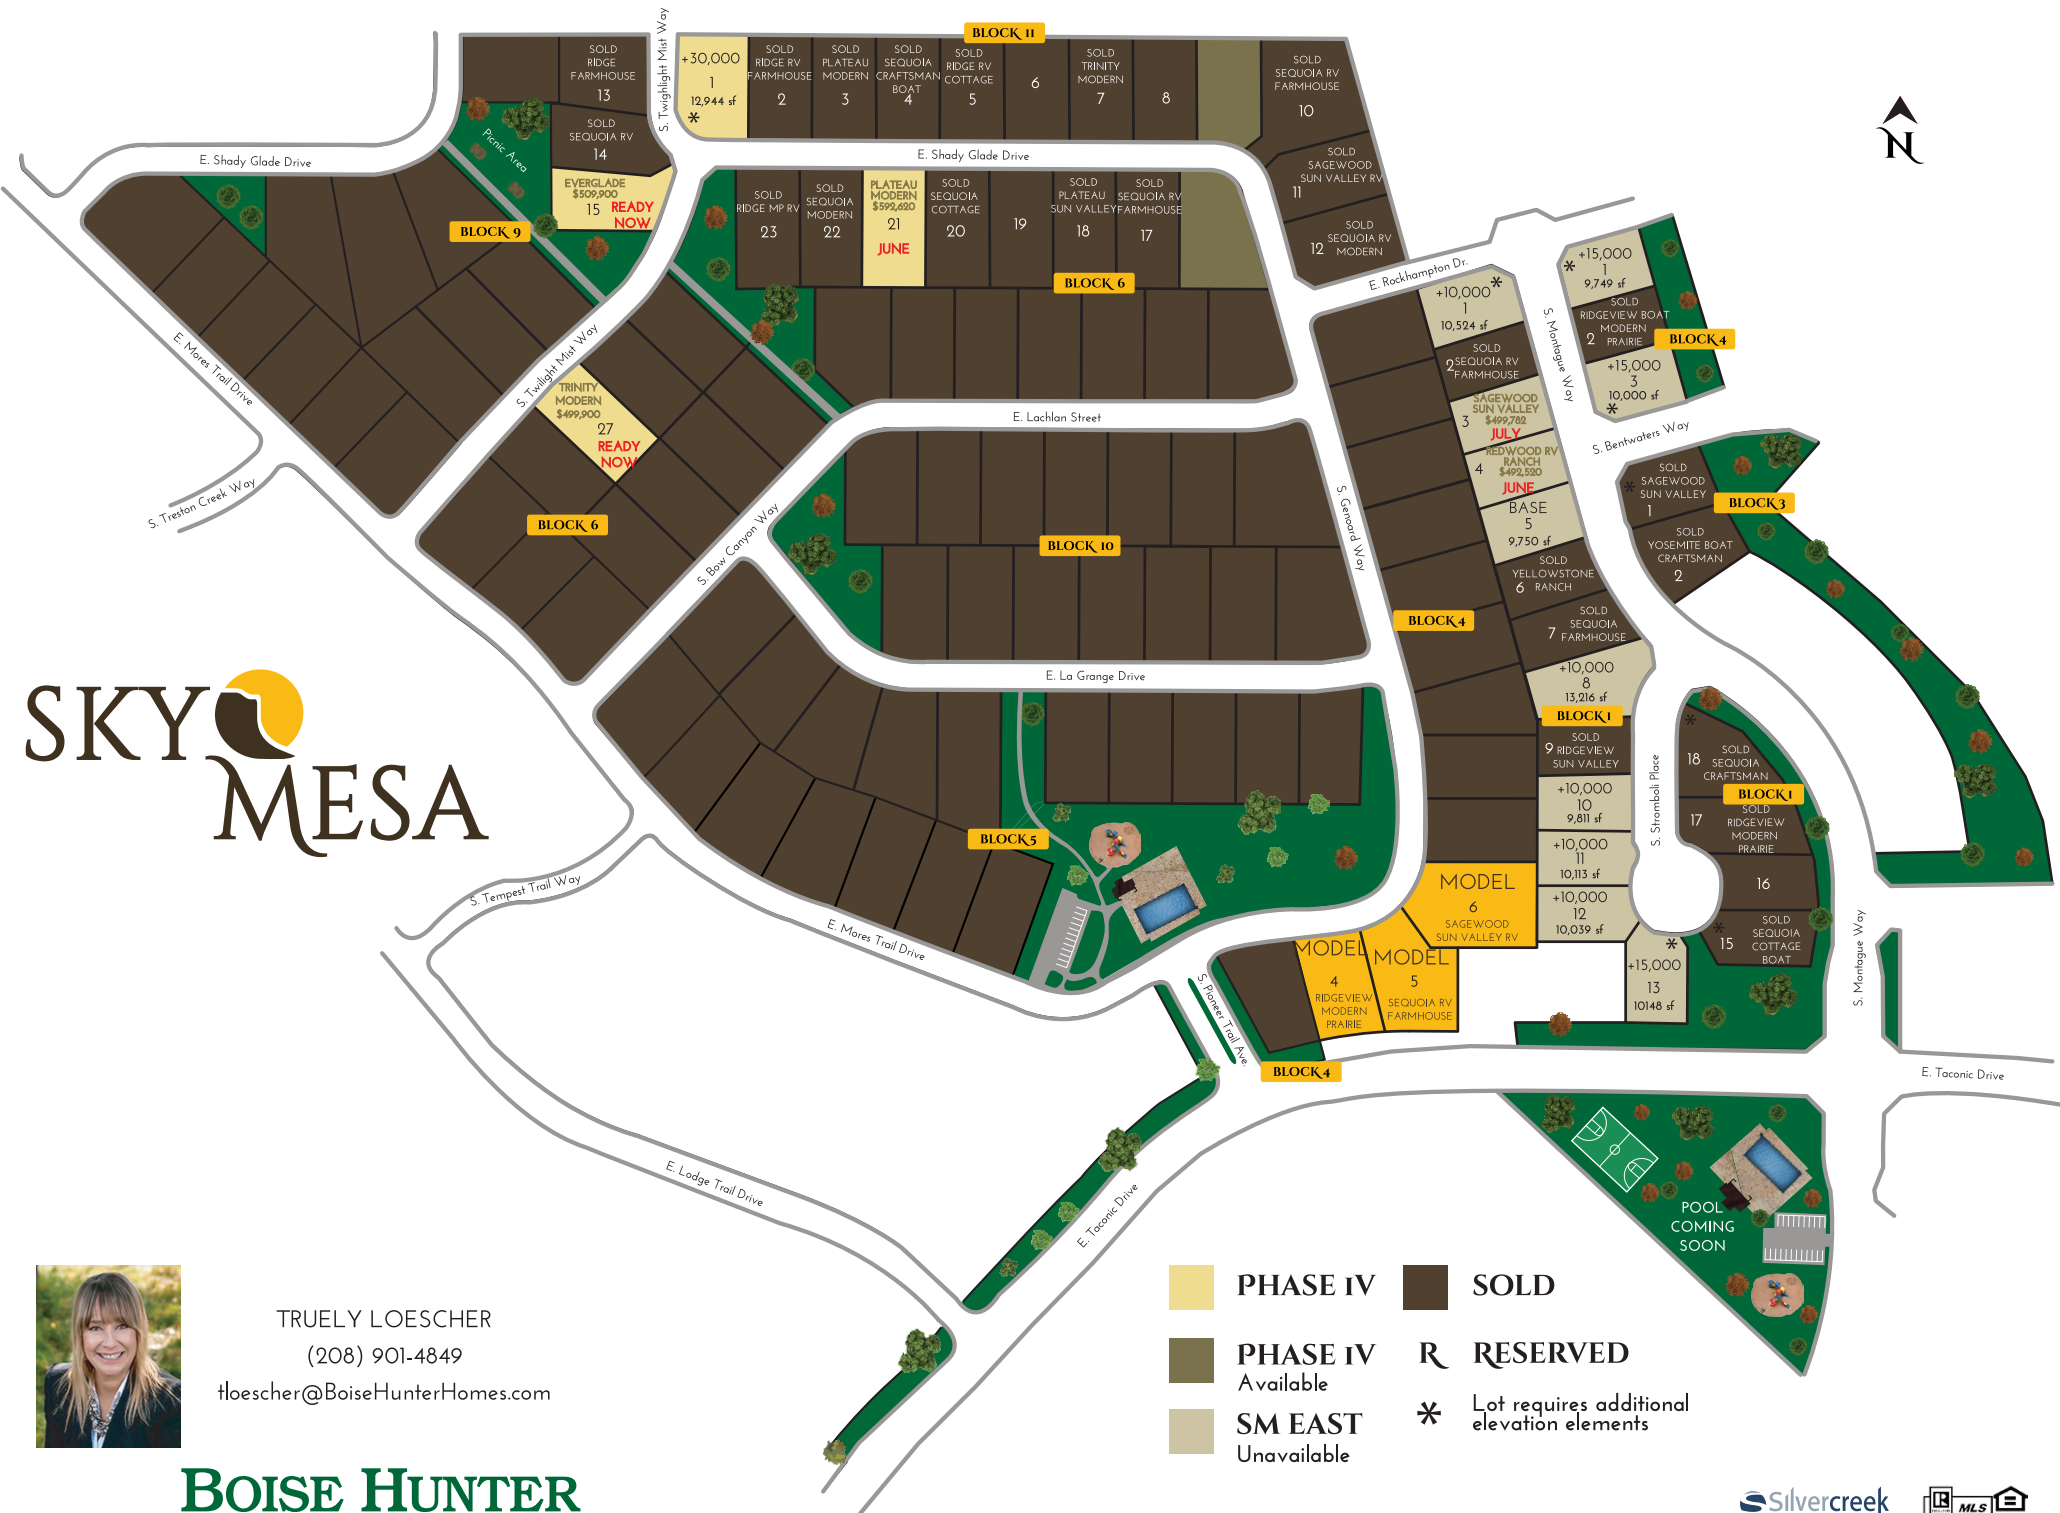 BLOCK 11
S. Twighlight Mist Way
SOLD
RIDGE
FARMHOUSE
13
+30,000
1
12,944 sf
*
SOLD
RIDGE RV
FARMHOUSE
2
SOLD
PLATEAU
MODERN
3
SOLD
SEQUOIA
CRAFTSMAN
BOAT
4
SOLD
RIDGE RV
COTTAGE
5
6
SOLD
TRINITY
MODERN
7
8
SOLD
SEQUOIA RV
FARMHOUSE
10
SOLD
SAGEWOOD
SUN VALLEY RV
11
SOLD
SEQUOIA RV
MODERN
12
N
SOLD
SEQUOIA RV
14
Picnic Area
E. Shady Glade Drive
E. Shady Glade Drive
EVERGLADE
$509,900
15 READY
NOW
BLOCK 9
SOLD
RIDGE MP RV
23
SOLD
SEQUOIA
MODERN
22
PLATEAU
MODERN
$592,620
21
JUNE
SOLD
SEQUOIA
COTTAGE
20
19
SOLD
PLATEAU
SUN VALLEY
18
SOLD
SEQUOIA RV
FARMHOUSE
17
BLOCK 6
E. Rockhampton Dr.
+10,000 *
1
10,524 sf
SOLD
2 SEQUOIA RV
FARMHOUSE
SAGEWOOD
SUN VALLEY
3 $499,782
JULY
REDWOOD RV
4 RANCH
$492,520
JUNE
BASE
5
9,750 sf
SOLD
YELLOWSTONE
6 RANCH
SOLD
SEQUOIA
7 FARMHOUSE
+10,000
8
13,216 sf
S. Montague Way
+15,000
* 1
9,749 sf
SOLD
RIDGEVIEW BOAT
MODERN
2 PRAIRIE
BLOCK 4
+15,000
3
10,000 sf
*
S. Bentwaters Way
SOLD
* SAGEWOOD
SUN VALLEY
1
BLOCK 3
SOLD
YOSEMITE BOAT
CRAFTSMAN
2
E. Mores Trail Drive
S. Twilight Mist Way
TRINITY
MODERN
$499,900
27
READY
NOW
E. Lachlan Street
S. Treston Creek Way
BLOCK 6
S. Bow Canyon Way
BLOCK 10
S. Genoard Way
BLOCK 4
E. La Grange Drive
SKY
MESA
BLOCK 1
SOLD
9 RIDGEVIEW
SUN VALLEY
+10,000
10
9,811 sf
+10,000
11
10,113 sf
+10,000
12
10,039 sf
S. Stromboli Place
*
18 SOLD
SEQUOIA
CRAFTSMAN
BLOCK 1
SOLD
17 RIDGEVIEW
MODERN
PRAIRIE
16
* SOLD
15 SEQUOIA
COTTAGE
BOAT
*
+15,000
13
10148 sf
BLOCK 5
MODEL
6
SAGEWOOD
SUN VALLEY RV
MODEL
4
RIDGEVIEW
MODERN
PRAIRIE
MODEL
5
SEQUOIA RV
FARMHOUSE
S. Tempest Trail Way
E. Mores Trail Drive
S. Pioneer Trail Ave.
S. Montague Way
BLOCK 4
E. Taconic Drive
E. Lodge Trail Drive
E. Taconic Drive
POOL
COMING
SOON
TRUELY LOESCHER
(208) 901-4849
tloescher@BoiseHunterHomes.com
BOISE HUNTER
PHASE IV
SOLD
PHASE IV
Available
R RESERVED
SM EAST
Unavailable
* Lot requires additional
elevation elements
Silvercreek
R
MLS